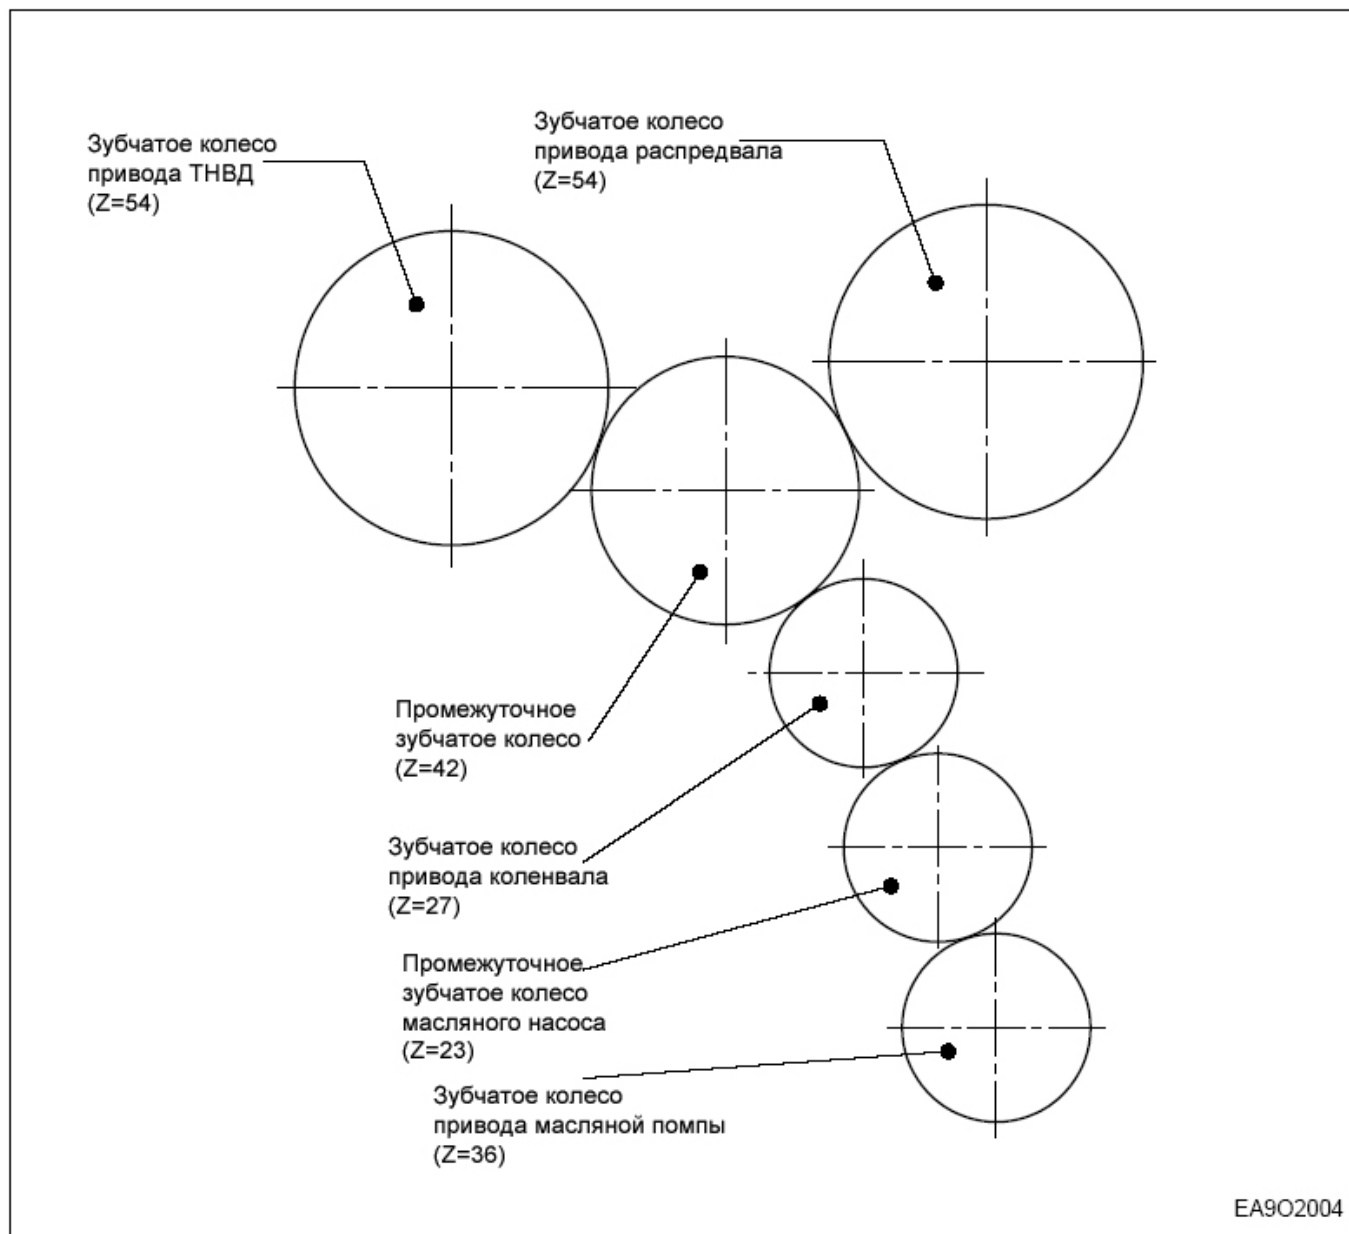 Зубчатое колесо
привода ТНВД
(Z=54)
Зубчатое колесо
привода распредвала
(Z=54)
Промежуточное
зубчатое колесо
(Z=42)
Зубчатое колесо
привода коленвала
(Z=27)
Промежуточное
зубчатое колесо
масляного насоса
(Z=23)
Зубчатое колесо
привода масляной помпы
(Z=36)
EA9O2004